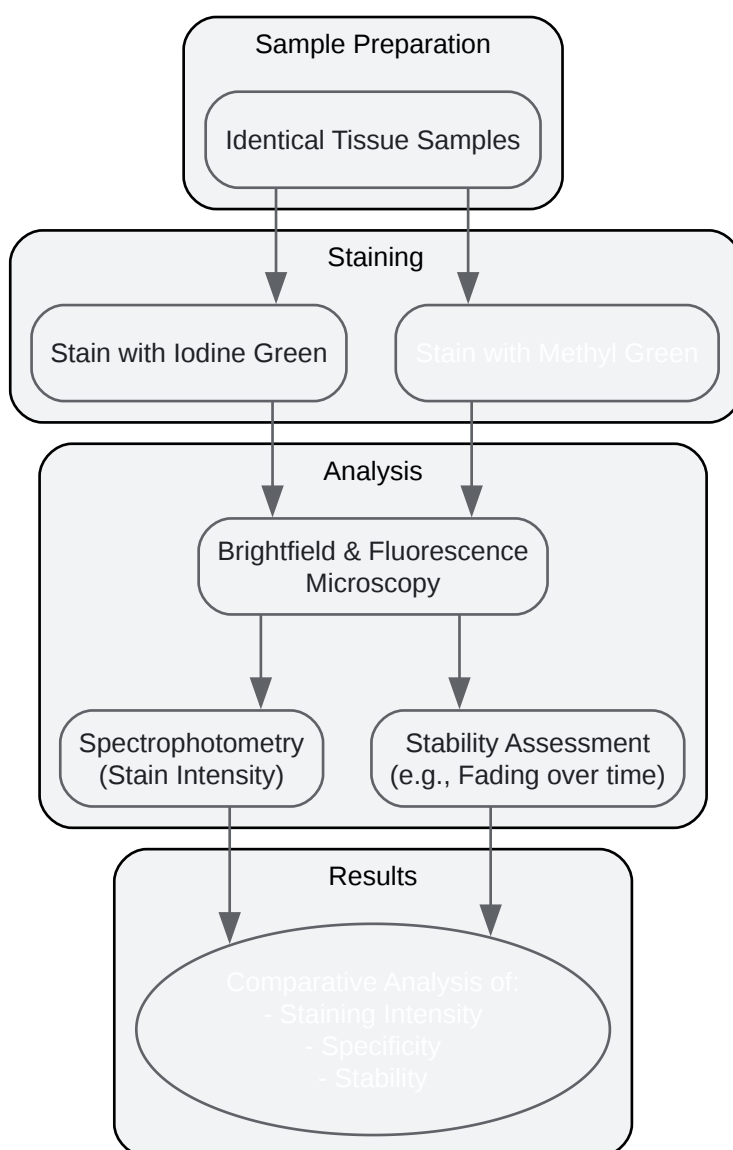 Sample Preparation
Identical Tissue Samples
Staining
Stain with Iodine Green
Stain with Methyl Green
Analysis
Brightfield & Fluorescence
Microscopy
Spectrophotometry
(Stain Intensity)
Stability Assessment
(e.g., Fading over time)
Results
Comparative Analysis of:
- Staining Intensity
- Specificity
- Stability